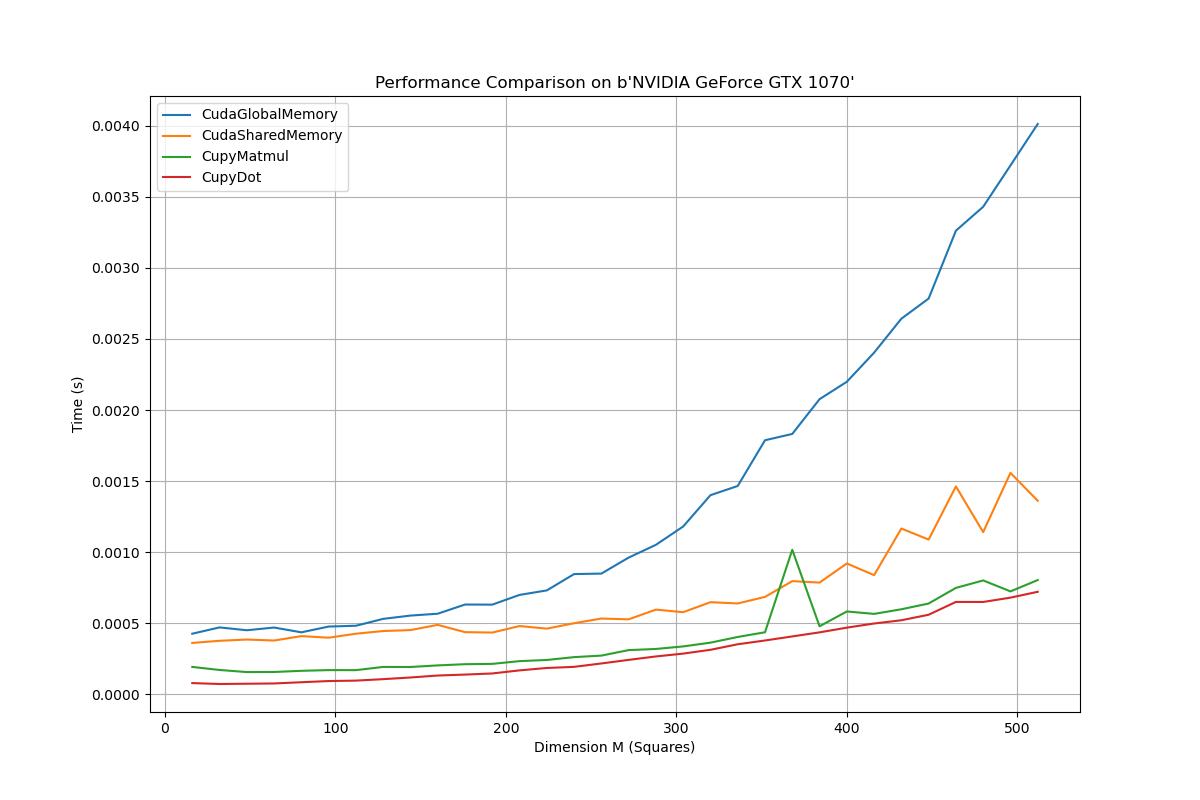 Performance Comparison on b'NVIDIA GeForce GTX 1070'
CudaGlobalMemory
CudaSharedMemory
CupyMatmul
CupyDot
0.0040
0.0035
0.0030
0.0025
0.0020
0.0015
0.0010
0.0005
0.0000
Time (s)
0 100 200 300 400 500
Dimension M (Squares)